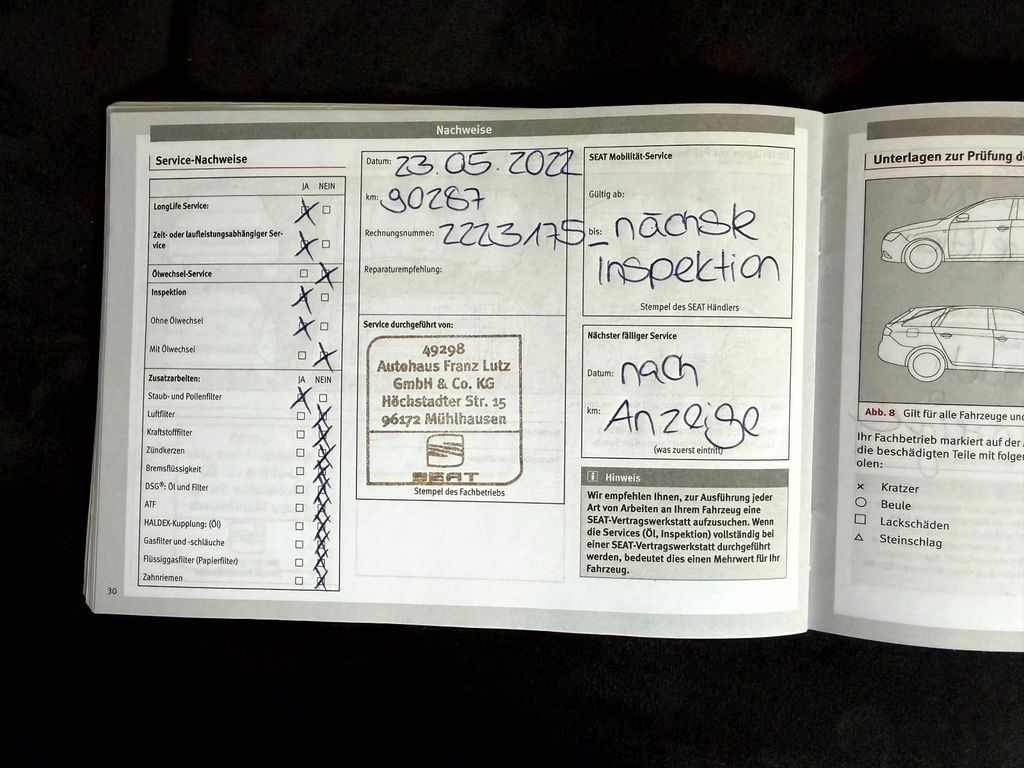 Nachweise
Service-Nachweise
JA NEIN
LongLife Service:
Zeit- oder laufleistungsabhängiger Ser-
vice
Ölwechsel-Service
Inspektion
Ohne Ölwechsel
Mit Ölwechsel
Zusatzarbeiten: JA NEIN
Staub- und Pollenfilter
Luftfilter
Kraftstofffilter
Zündkerzen
Bremsflüssigkeit
DSG®: Öl und Filter
ATF
HALDEX-Kupplung: (Öl)
Gasfilter und -schläuche
Flüssiggasfilter (Papierfilter)
Zahnriemen
30
Datum: 23.05.2022
km: 90287
Rechnungsnummer: 2223175
Reparaturempfehlung:
Service durchgeführt von:
49298
Autohaus Franz Lutz
GmbH & Co. KG
Höchstadter Str. 15
96172 Mühlhausen
SEAT
Stempel des Fachbetriebs
SEAT Mobilität-Service
Gültig ab:
bis: nächste
Inspektion
Stempel des SEAT Händlers
Nächster fälliger Service
Datum: nach
km: Anzeige
(was zuerst eintritt)
i Hinweis
Wir empfehlen Ihnen, zur Ausführung jeder
Art von Arbeiten an Ihrem Fahrzeug eine
SEAT-Vertragswerkstatt aufzusuchen. Wenn
die Services (Öl, Inspektion) vollständig bei
einer SEAT-Vertragswerkstatt durchgeführt
werden, bedeutet dies einen Mehrwert für Ihr
Fahrzeug.
Unterlagen zur Prüfung
Abb. 8 Gilt für alle Fahrzeuge
Ihr Fachbetrieb markiert auf der
die beschädigten Teile mit
olen:
× Kratzer
○ Beule
□ Lackschäden
△ Steinschlag